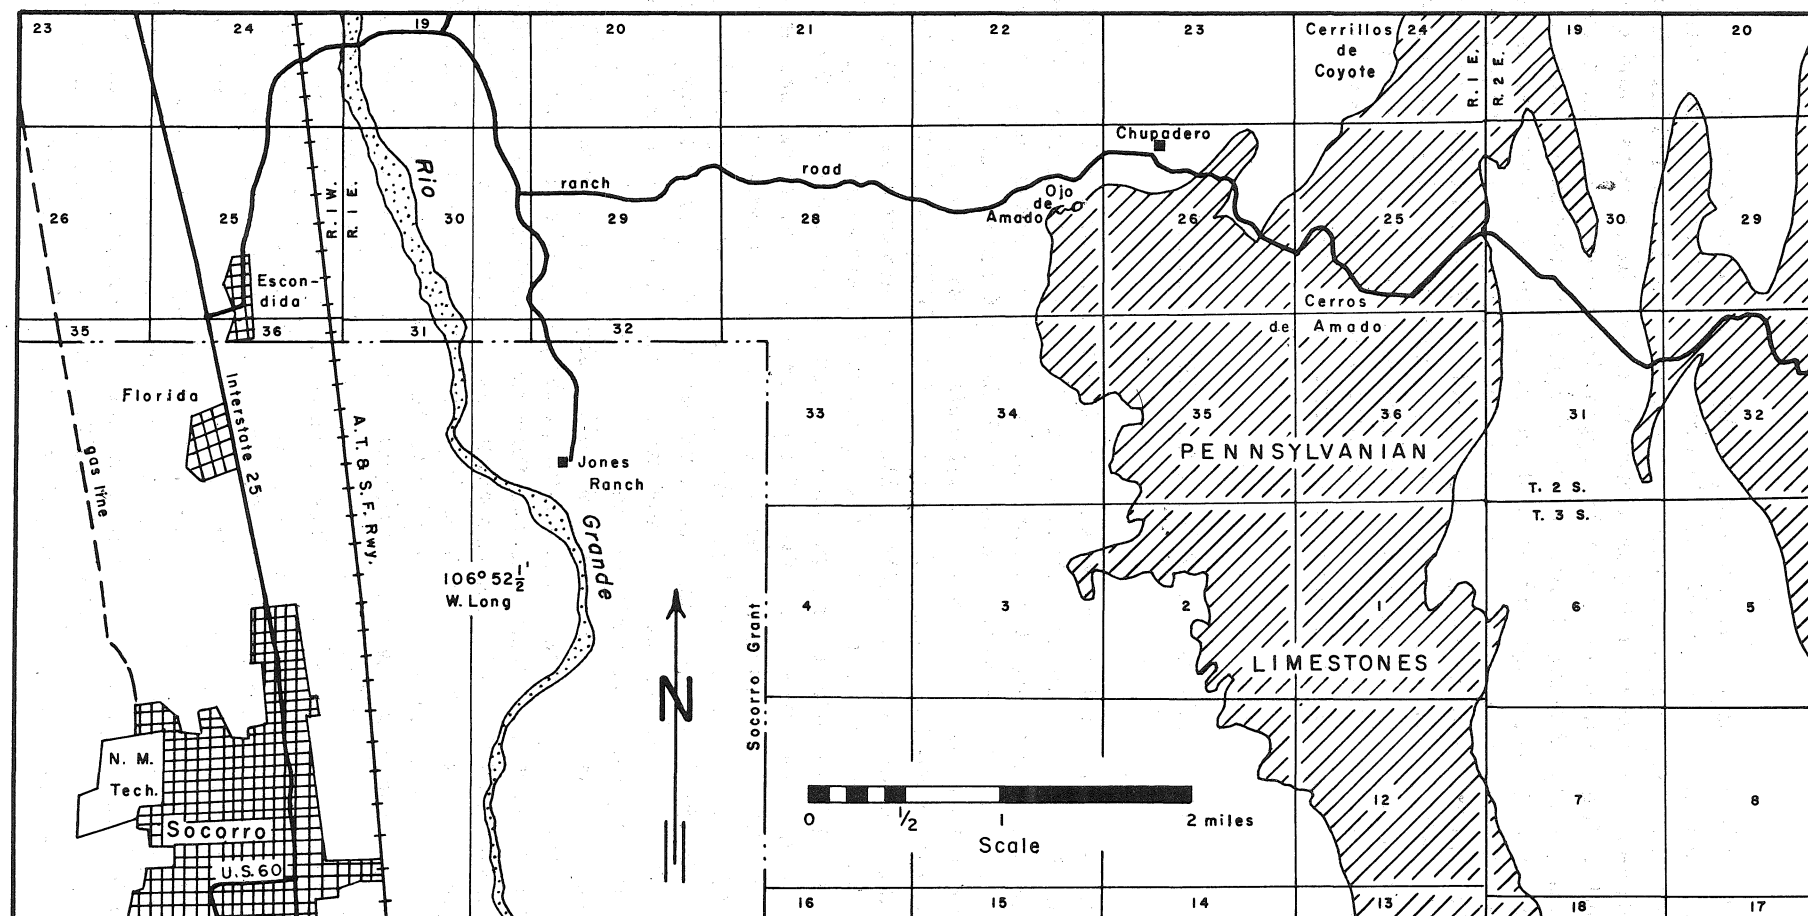 23
24
19
20
22
23
Cerrillos
de
Coyote
24
R. I E.
R. 2 E.
19
20
Chupadero
Rio
ranch
road
Ojo
de
Amado
26
25
R. I W.
R. I E.
30
29
28
26
25
30
29
Escon-
dida
Cerros
de Amado
35
36
31
32
Florida
Interstate 25
A. T. & S. F. Rwy.
gas line
33
34
35
36
31
32
PENNSYLVANIAN
Jones
Ranch
T. 2 S.
T. 3 S.
Grande
106° 52½'
W. Long
4
3
2
1
6
5
Socorro Grant
LIMESTONES
N
N. M.
Tech.
Socorro
U.S. 60
0
1/2
1
2 miles
Scale
12
7
8
16
15
14
13
18
17